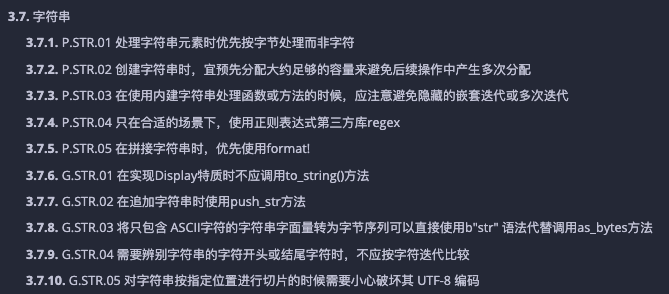 3.7. 字符串
3.7.1. P.STR.01 处理字符串元素时优先按字节处理而非字符
3.7.2. P.STR.02 创建字符串时，宜预先分配大约足够的容量来避免后续操作中产生多次分配
3.7.3. P.STR.03 在使用内建字符串处理函数或方法的时候，应注意避免隐藏的嵌套迭代或多次迭代
3.7.4. P.STR.04 只在合适的场景下，使用正则表达式第三方库regex
3.7.5. P.STR.05 在拼接字符串时，优先使用format!
3.7.6. G.STR.01 在实现Display特质时不应调用to_string()方法
3.7.7. G.STR.02 在追加字符串时使用push_str方法
3.7.8. G.STR.03 将只包含 ASCII字符的字符串字面量转为字节序列可以直接使用b"str" 语法代替调用as_bytes方法
3.7.9. G.STR.04 需要辨别字符串的字符开头或结尾字符时，不应按字符迭代比较
3.7.10. G.STR.05 对字符串按指定位置进行切片的时候需要小心破坏其 UTF-8 编码